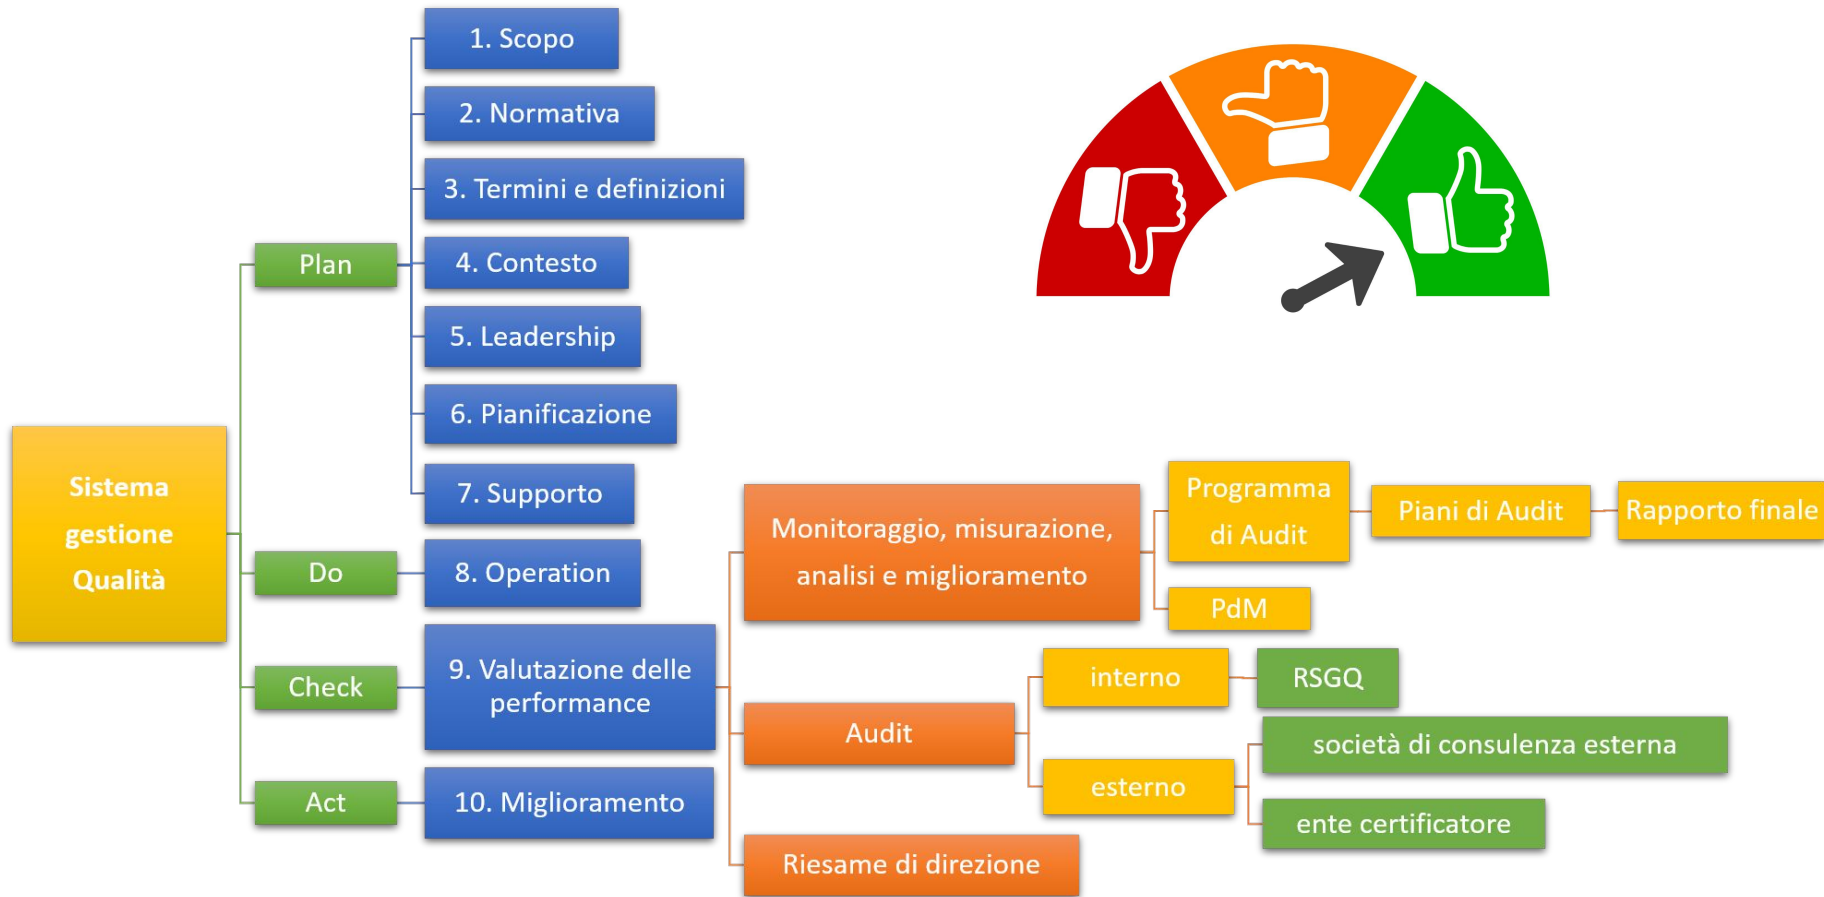 Sistema
gestione
Qualità
Plan
1. Scopo
2. Normativa
3. Termini e definizioni
4. Contesto
5. Leadership
6. Pianificazione
7. Supporto
Do
8. Operation
Check
9. Valutazione delle
performance
Monitoraggio, misurazione,
analisi e miglioramento
Programma
di Audit
Piani di Audit
Rapporto finale
PdM
Audit
interno
RSGQ
esterno
società di consulenza esterna
ente certificatore
Riesame di direzione
Act
10. Miglioramento